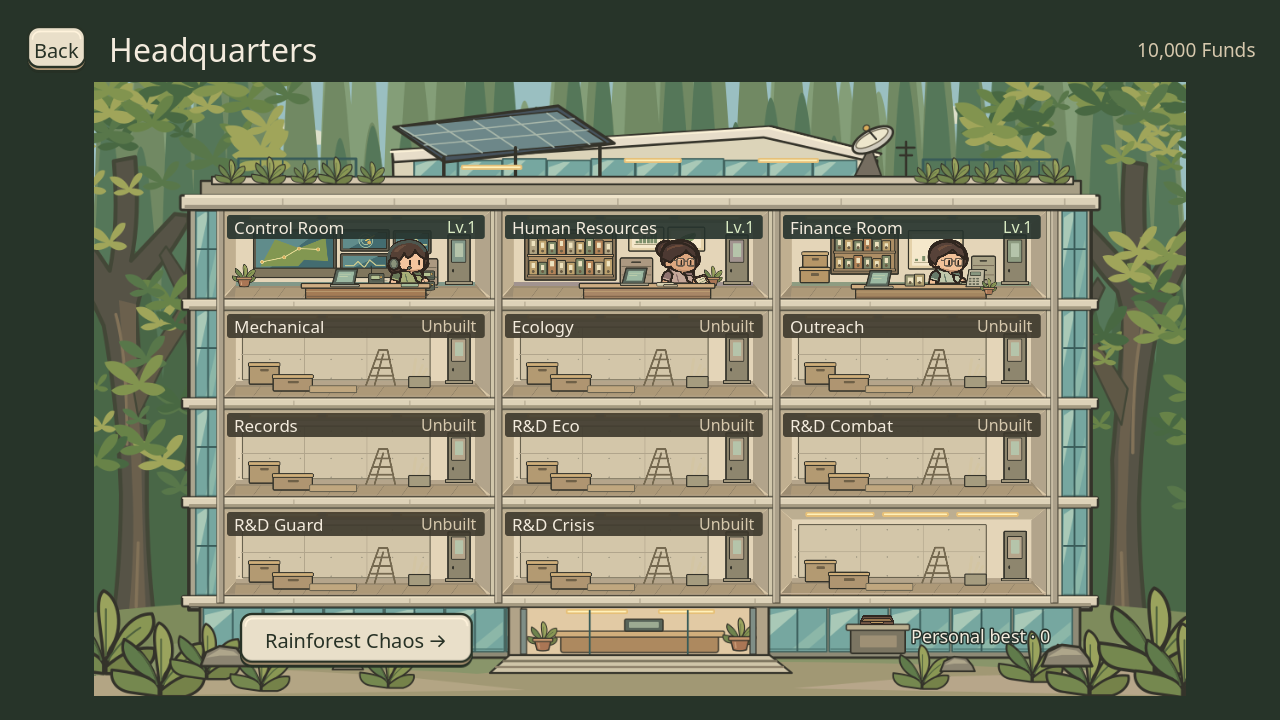 Back
Headquarters
10,000 Funds
Control Room Lv.1
Human Resources Lv.1
Finance Room Lv.1
Mechanical Unbuilt
Ecology Unbuilt
Outreach Unbuilt
Records Unbuilt
R&D Eco Unbuilt
R&D Combat Unbuilt
R&D Guard Unbuilt
R&D Crisis Unbuilt
Rainforest Chaos →
Personal best · 0